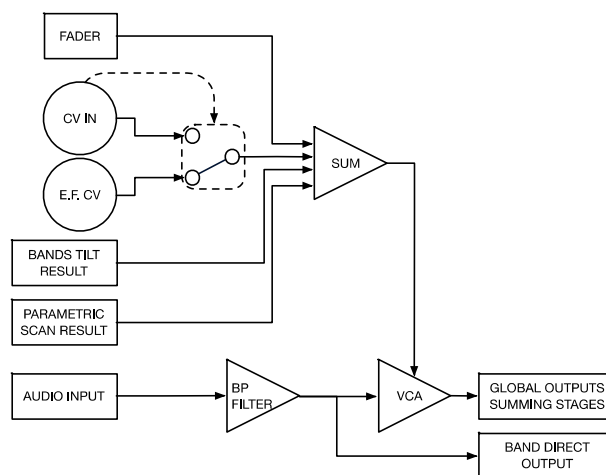 FADER
CV IN
E.F. CV
SUM
BANDS TILT
RESULT
PARAMETRIC
SCAN RESULT
AUDIO INPUT
BP
FILTER
VCA
GLOBAL OUTPUTS
SUMMING STAGES
BAND DIRECT
OUTPUT